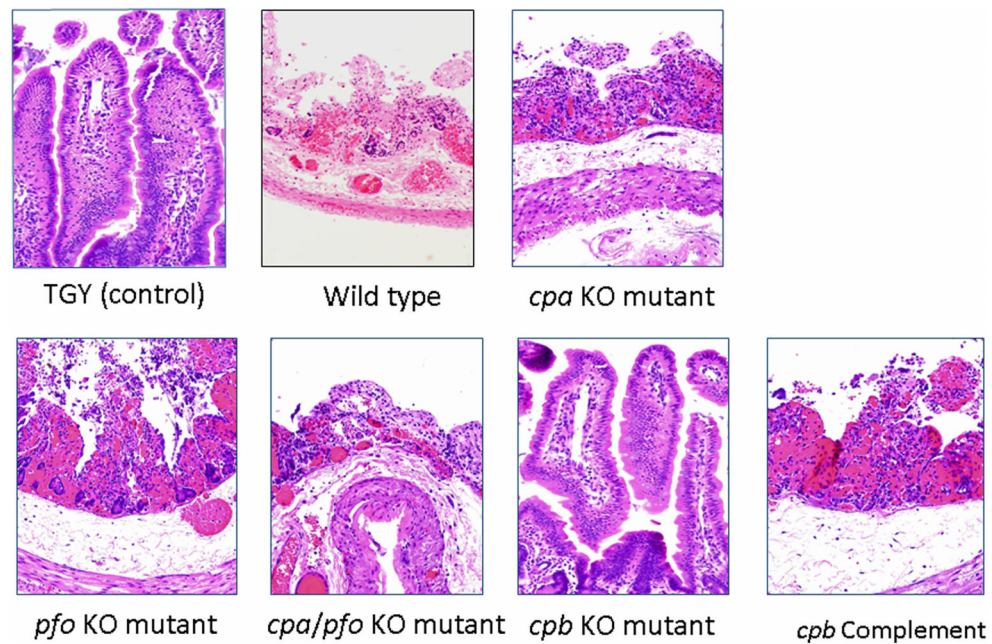 TGY (control)
Wild type
cpa KO mutant
pfo KO mutant
cpa/pfo KO mutant
cpb KO mutant
cpb Complement